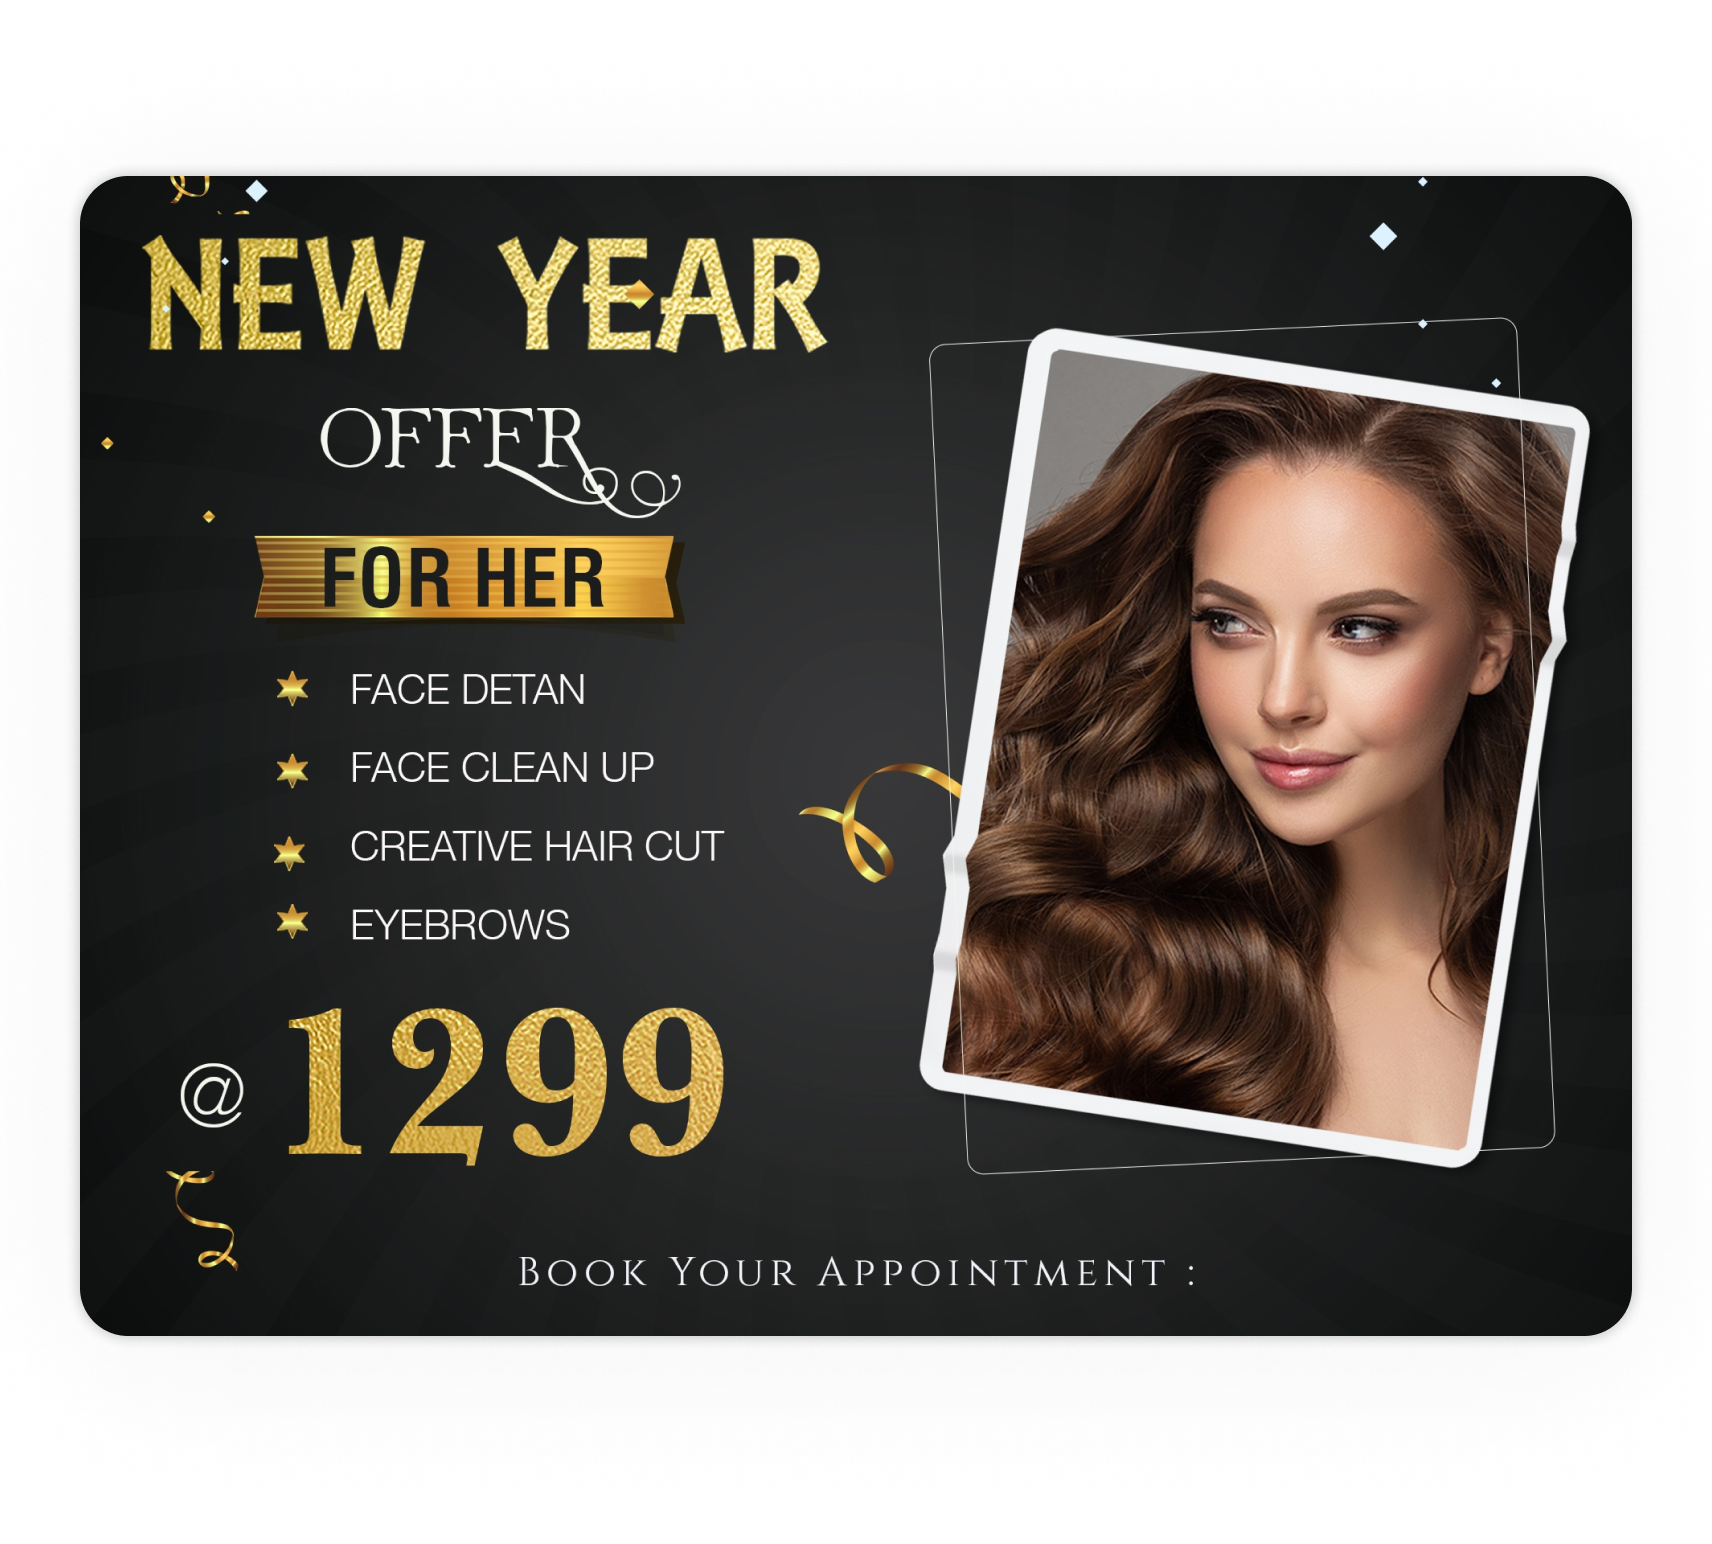 NEW YEAR
OFFER
FOR HER
FACE DETAN
FACE CLEAN UP
CREATIVE HAIR CUT
EYEBROWS
@ 1299
BOOK YOUR APPOINTMENT :